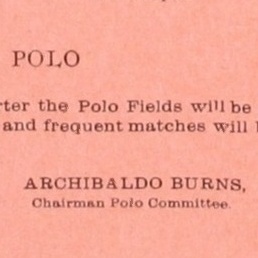 POLO
rter the Polo Fields will be
and frequent matches will
ARCHIBALDO BURNS,
Chairman Polo Committee.